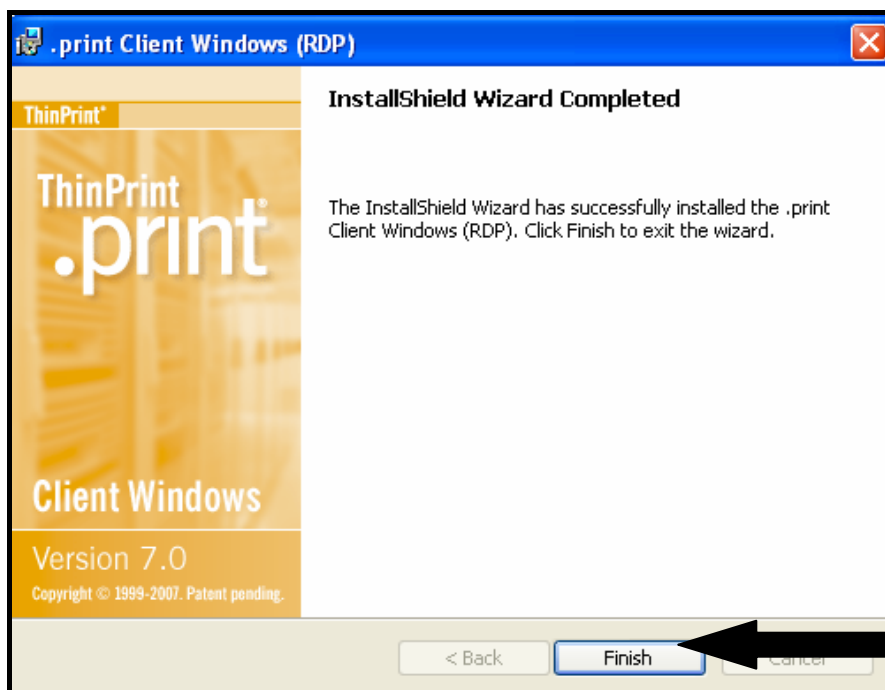 .print Client Windows (RDP)
ThinPrint®
InstallShield Wizard Completed
ThinPrint
.print®
The InstallShield Wizard has successfully installed the .print
Client Windows (RDP). Click Finish to exit the wizard.
Client Windows
Version 7.0
Copyright © 1999-2007. Patent pending.
< Back
Finish
Cancel